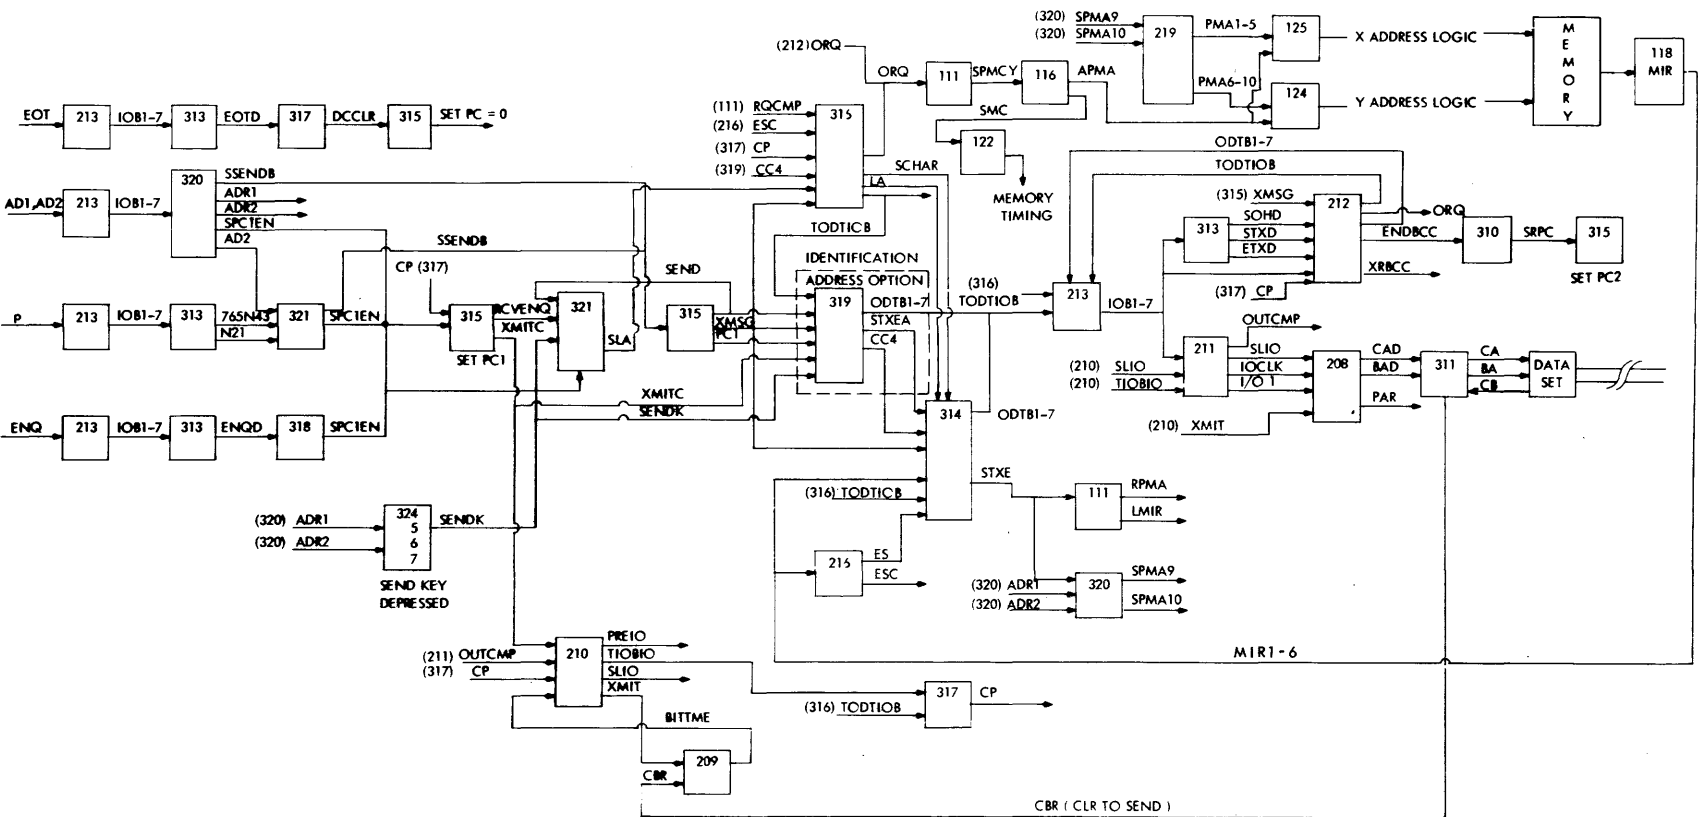 (320) SPMA9
(320) SPMA10
219
PMA1-5
PMA6-10
125
124
X ADDRESS LOGIC
Y ADDRESS LOGIC
MEMORY
118
MIR
(212) ORQ
ORQ
111
SPMCY
116
APMA
SMC
122
MEMORY
TIMING
EOT
213
IOB1-7
313
EOTD
317
DCCLR
315
SET PC = 0
(111) RQCMP
(216) ESC
(317) CP
(319) CC4
SCHAR
LA
TODTICB
AD1,AD2
213
IOB1-7
320
SSENDB
ADR1
ADR2
SPC1EN
AD2
SSENDB
ODTB1-7
TODTIOB
(315) XMSG
SOHD
STXD
ETXD
313
212
ORQ
ENDBCC
XRBCC
(317) CP
310
SRPC
315
SET PC2
CP (317)
SEND
IDENTIFICATION
ADDRESS OPTION
319
ODTB1-7
STXEA
CC4
(316)
TODTIOB
213
IOB1-7
P
213
IOB1-7
313
765N43
N21
321
SPC1EN
315
SET PC1
RCVENQ
XMITC
321
SLA
315
XMSG
PC1
OUTCMP
211
(210) SLIO
(210) TIOBIO
SLIO
IOCLK
I/O 1
208
CAD
BAD
PAR
311
CA
BA
CB
DATA
SET
(210) XMIT
XMITC
SENDK
314
ODTB1-7
ENQ
213
IOB1-7
313
ENQD
318
SPC1EN
STXE
(316) TODTICB
111
RPMA
LMIR
(320) ADR1
(320) ADR2
324
5
6
7
SENDK
SEND KEY
DEPRESSED
ES
ESC
(320) ADR1
(320) ADR2
320
SPMA9
SPMA10
MIR1-6
(211) OUTCMP
(317) CP
210
PREIO
TIOBIO
SLIO
XMIT
BITTME
(316) TODTIOB
317
CP
209
CBR
CBR ( CLR TO SEND )